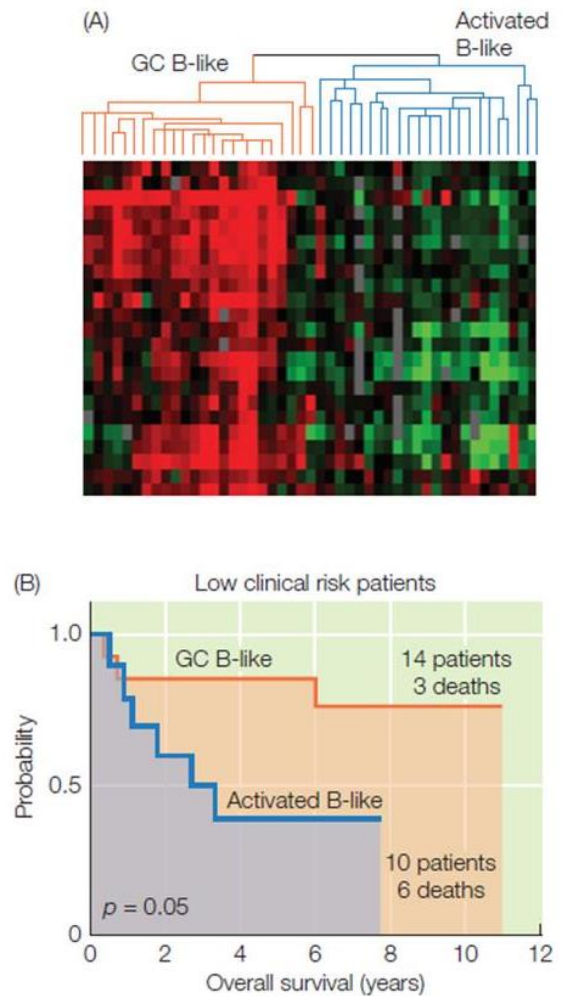 (A)
GC B-like
Activated
B-like
(B)
Low clinical risk patients
1.0
GC B-like
14 patients
3 deaths
Probability
0.5
Activated B-like
10 patients
6 deaths
p = 0.05
0
0 2 4 6 8 10 12
Overall survival (years)